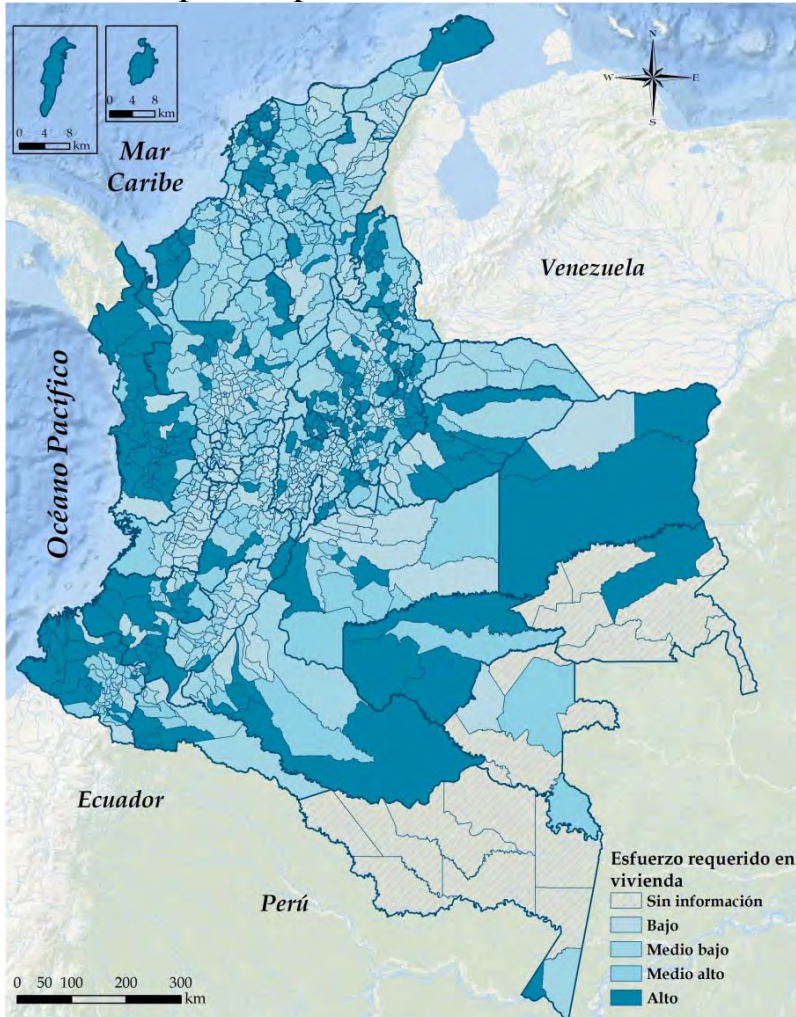 0 4 8
km
0 4 8
km
N
W E
S
Mar
Caribe
Venezuela
Océano Pacífico
Ecuador
Perú
Esfuerzo requerido en
vivienda
Sin información
Bajo
Medio bajo
Medio alto
Alto
0 50 100 200 300
km